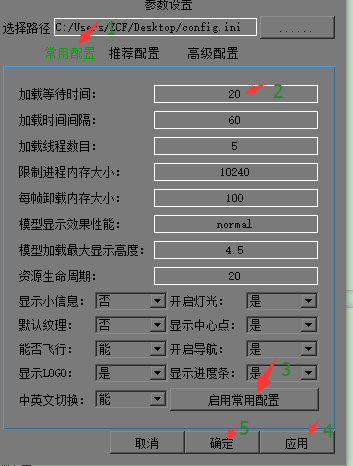 参数设置
选择路径 C:/Users/ZCF/Desktop/config.ini ......
1
常用配置 推荐配置 高级配置
加载等待时间: 20 2
加载时间间隔: 60
加载线程数目: 5
限制进程内存大小: 10240
每帧卸载内存大小: 100
模型显示效果性能: normal
模型加载最大显示高度: 4.5
资源生命周期: 20
显示小信息: 否 开启灯光: 是
默认纹理: 否 显示中心点: 是
能否飞行: 能 开启导航: 是
显示LOGO: 是 显示进度条: 是 3
中英文切换: 能 启用常用配置
取消 确定 5 应用 4